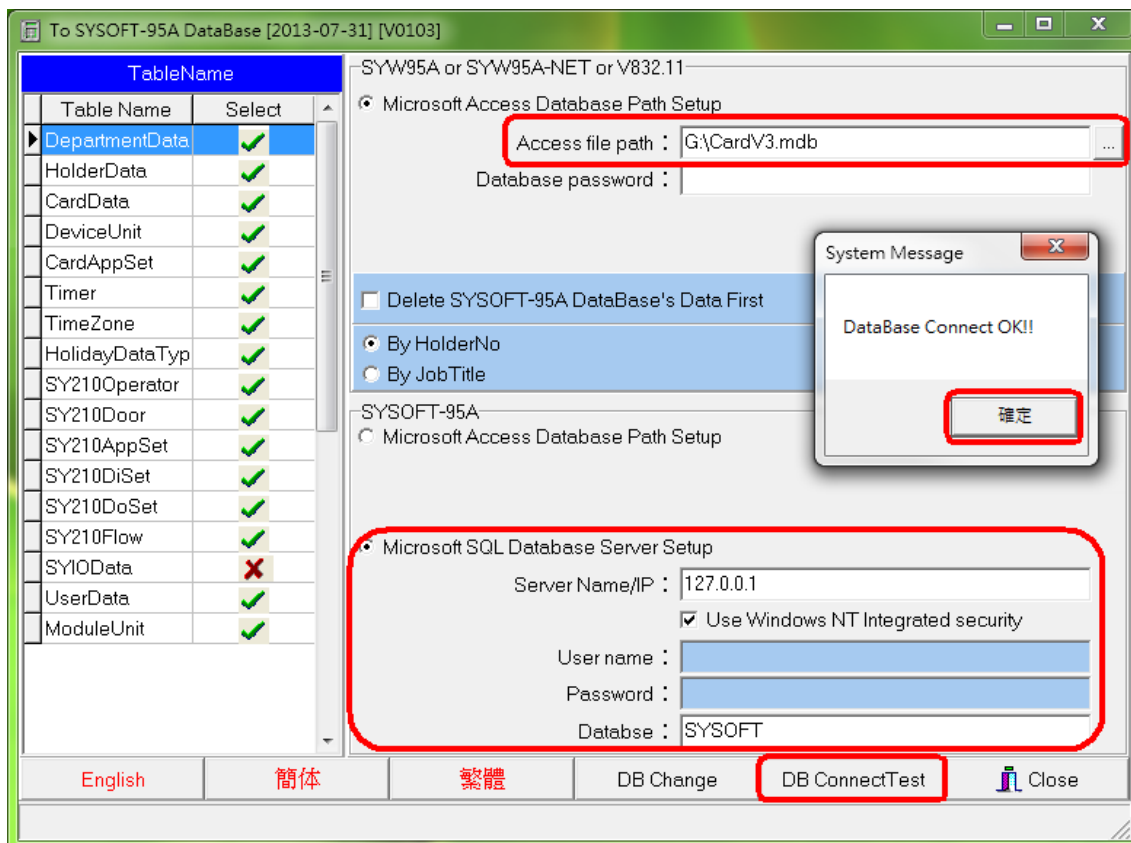 To SYSOFT-95A DataBase [2013-07-31] [V0103]
TableName
Table Name Select
DepartmentData
HolderData
CardData
DeviceUnit
CardAppSet
Timer
TimeZone
HolidayDataTyp
SY210Operator
SY210Door
SY210AppSet
SY210DiSet
SY210DoSet
SY210Flow
SYIOData
UserData
ModuleUnit
SYW95A or SYW95A-NET or V832.11
Microsoft Access Database Path Setup
Access file path： G:\CardV3.mdb ...
Database password：
Delete SYSOFT-95A DataBase's Data First
By HolderNo
By JobTitle
System Message
DataBase Connect OK!!
確定
SYSOFT-95A
Microsoft Access Database Path Setup
Microsoft SQL Database Server Setup
Server Name/IP： 127.0.0.1
Use Windows NT Integrated security
User name：
Password：
Databse： SYSOFT
English 簡体 繁體 DB Change DB ConnectTest Close